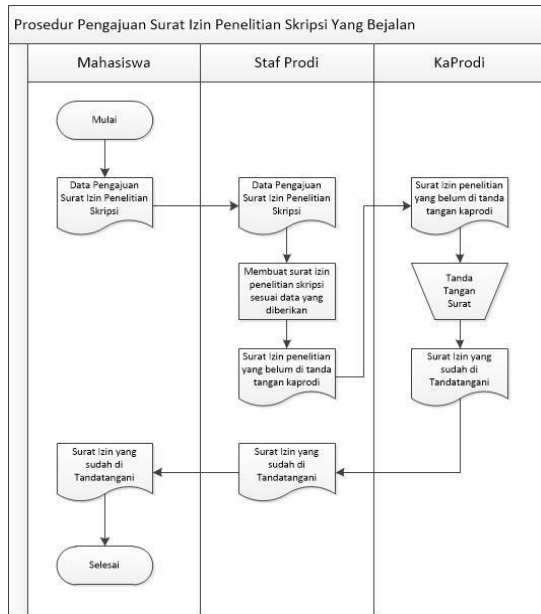 Prosedur Pengajuan Surat Izin Penelitian Skripsi Yang Bejalan
Mahasiswa
Staf Prodi
KaProdi
Mulai
Data Pengajuan
Surat Izin Penelitian
Skripsi
Data Pengajuan
Surat Izin Penelitian
Skripsi
Membuat surat izin
penelitian skripsi
sesuai data yang
diberikan
Surat Izin penelitian
yang belum di tanda
tangan kaprodi
Surat Izin penelitian
yang belum di tanda
tangan kaprodi
Tanda
Tangan
Surat
Surat Izin yang
sudah di
Tandatangani
Surat Izin yang
sudah di
Tandatangani
Surat Izin yang
sudah di
Tandatangani
Selesai